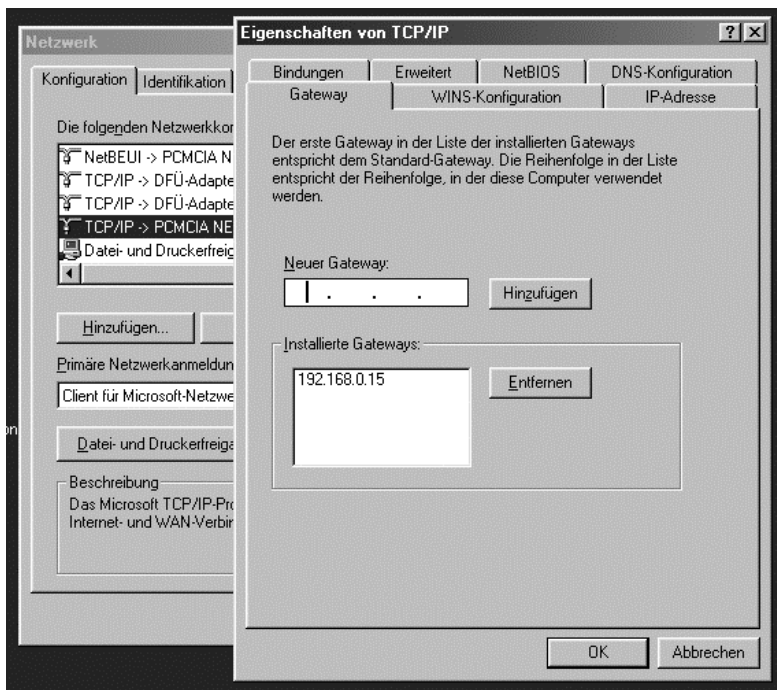 Netzwerk
Konfiguration
Identifikation
Die folgenden Netzwerkkor
NetBEUI -> PCMCIA N
TCP/IP -> DFÜ-Adapte
TCP/IP -> DFÜ-Adapte
TCP/IP -> PCMCIA NE
Datei- und Druckerfreig
Hinzufügen...
Primäre Netzwerkanmeldun
Client für Microsoft-Netzwe
Datei- und Druckerfreiga
Beschreibung
Das Microsoft TCP/IP-Pro
Internet- und WAN-Verbin
on
Eigenschaften von TCP/IP
Bindungen
Erweitert
NetBIOS
DNS-Konfiguration
Gateway
WINS-Konfiguration
IP-Adresse
Der erste Gateway in der Liste der installierten Gateways
entspricht dem Standard-Gateway. Die Reihenfolge in der Liste
entspricht der Reihenfolge, in der diese Computer verwendet
werden.
Neuer Gateway:
. . .
Hinzufügen
Installierte Gateways:
192.168.0.15
Entfernen
OK
Abbrechen